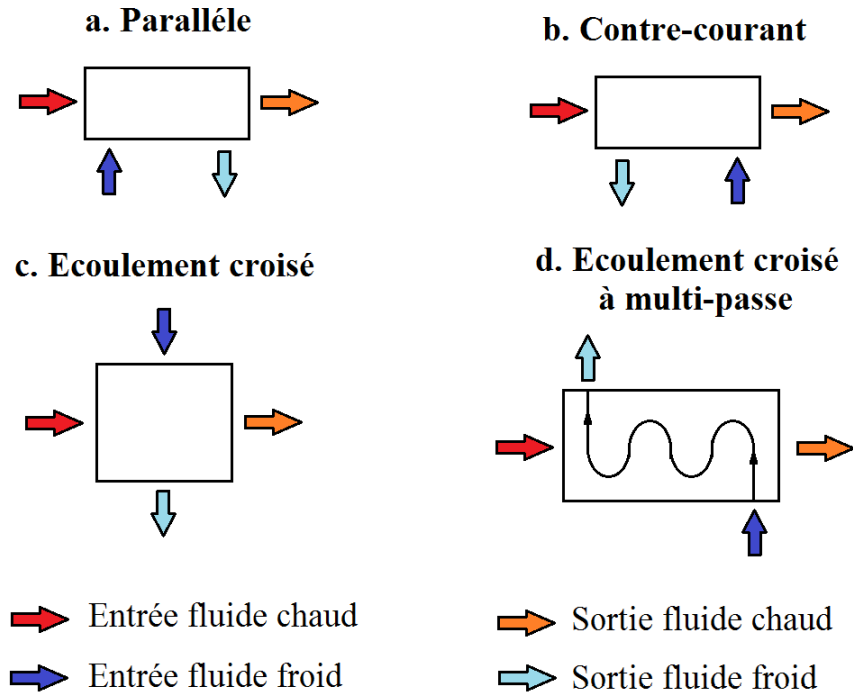 a. Paralléle
b. Contre-courant
c. Ecoulement croisé
d. Ecoulement croisé
à multi-passe
Entrée fluide chaud
Sortie fluide chaud
Entrée fluide froid
Sortie fluide froid